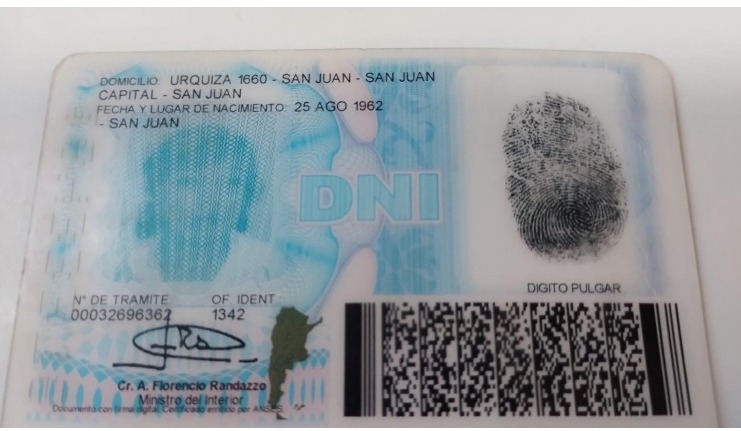 DOMICILIO: URQUIZA 1660 - SAN JUAN - SAN JUAN
CAPITAL - SAN JUAN
FECHA Y LUGAR DE NACIMIENTO: 25 AGO 1962
- SAN JUAN
DNI
DIGITO PULGAR
N° DE TRAMITE OF. IDENT
00032696362 1342
Cr. A. Florencio Randazzo
Ministro del Interior
Documento con firma digital. Certificado emitido por ANSES.